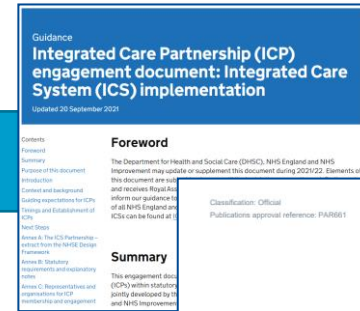 Guidance
Integrated Care Partnership (ICP)
engagement document: Integrated Care
System (ICS) implementation
Updated 20 September 2021
Contents
Foreword
Summary
Purpose of this document
Introduction
Context and background
Guiding expectations for ICPs
Timings and Establishment of
ICPs
Next Steps
Annex A: The ICS Partnership –
extract from the NHSE Design
Framework
Annex B: Statutory
requirements and explanatory
notes
Annex C: Representatives and
organisations for ICP
membership and engagement
Foreword
The Department for Health and Social Care (DHSC), NHS England and NHS
Improvement may update or supplement this document during 2021/22. Elements of
this document are sub
and receives Royal Ass
inform our guidance to
of all NHS England and
ICSs can be found at
Summary
This engagement docu
(ICPs) within statutory
jointly developed by th
and NHS Improvement
Classification: Official
Publications approval reference: PAR661